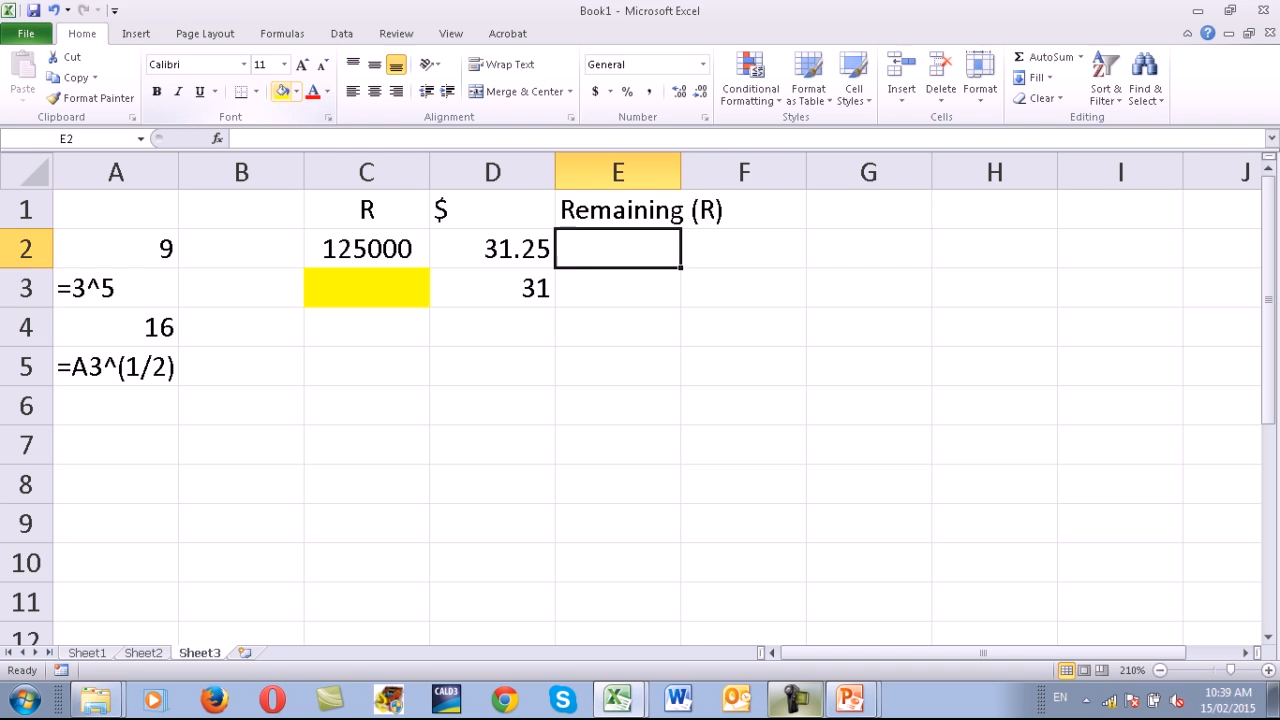 Book1 - Microsoft Excel
File Home Insert Page Layout Formulas Data Review View Acrobat
Paste
Cut
Copy
Format Painter
Clipboard
Calibri 11
B I U A
Font
Wrap Text
Merge & Center
Alignment
General
$ % ,
Number
Conditional Formatting
Format as Table
Cell Styles
Styles
Insert Delete Format
Cells
Σ AutoSum
Fill
Clear
Sort & Filter
Find & Select
Editing
E2 fx
A B C D E F G H I J
1 R $ Remaining (R)
2 9 125000 31.25
3 =3^5 31
4 16
5 =A3^(1/2)
6
7
8
9
10
11
12
Sheet1 Sheet2 Sheet3
Ready 210%
CALD3 EN 10:39 AM
15/02/2015